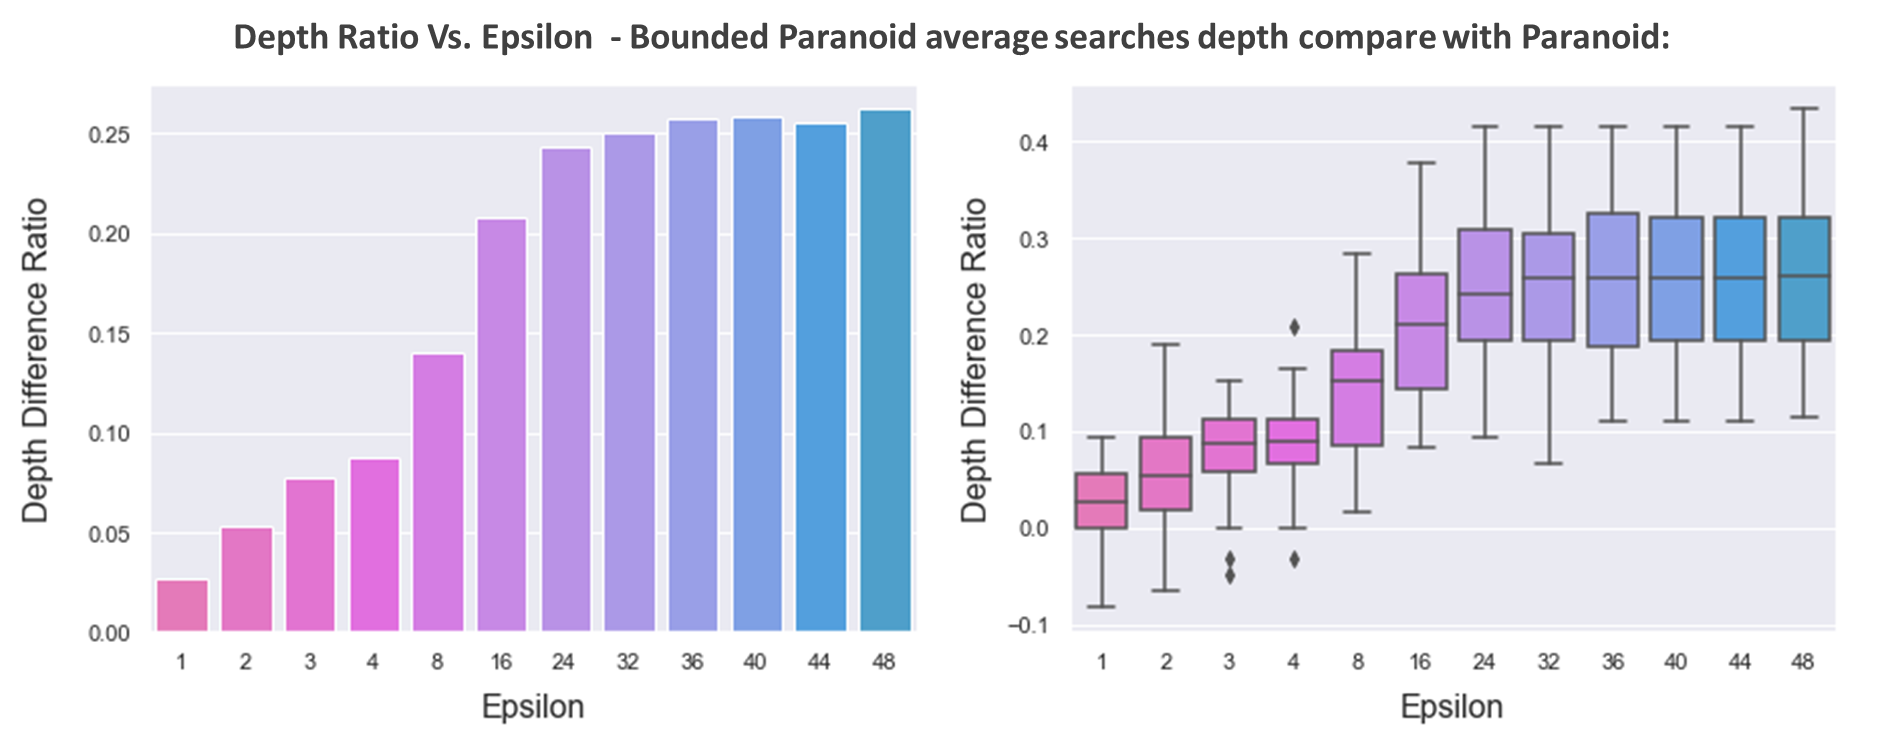 Depth Ratio Vs. Epsilon - Bounded Paranoid average searches depth compare with Paranoid:
Depth Difference Ratio
0.25
0.20
0.15
0.10
0.05
0.00
1 2 3 4 8 16 24 32 36 40 44 48
Epsilon
Depth Difference Ratio
0.4
0.3
0.2
0.1
0.0
−0.1
1 2 3 4 8 16 24 32 36 40 44 48
Epsilon